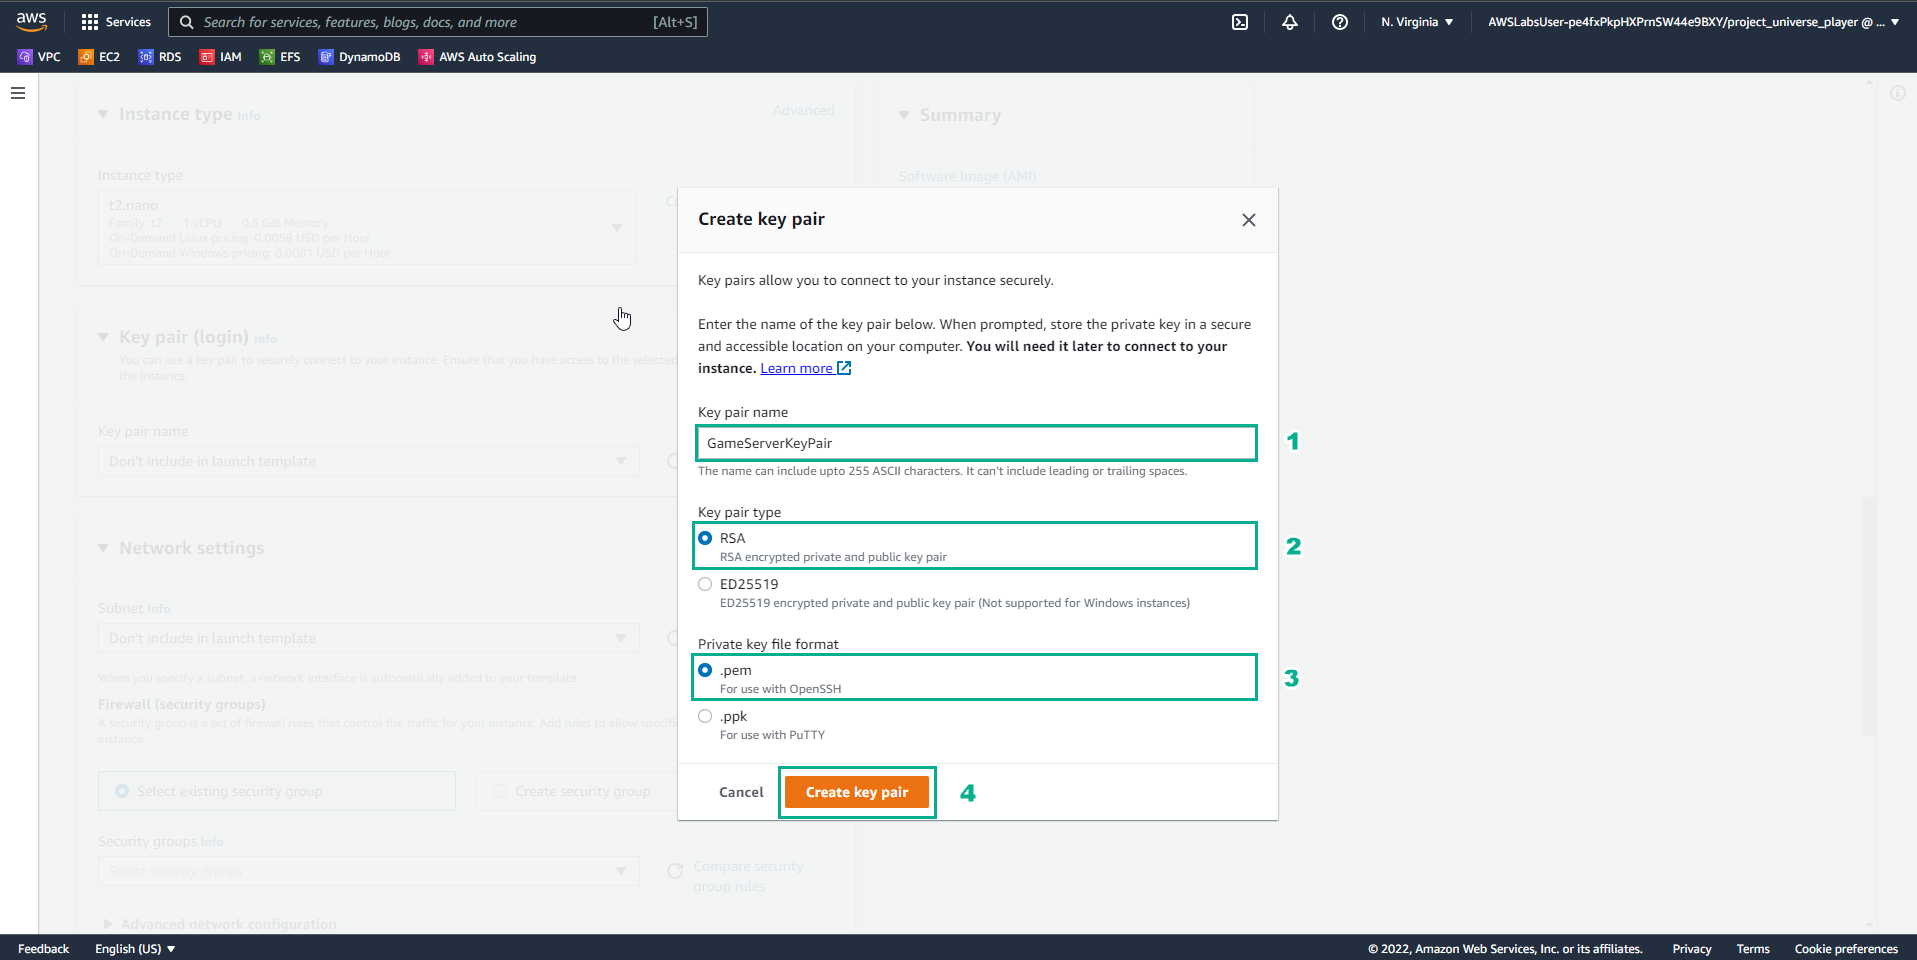 aws
Services
Search for services, features, blogs, docs, and more
[Alt+S]
N. Virginia
AWSLabsUser-pe4fxPkpHXPrnSW44e9BXY/project_universe_player @ ...
VPC
EC2
RDS
IAM
EFS
DynamoDB
AWS Auto Scaling
Instance type Info
Advanced
Summary
Instance type
Software Image (AMI)
t2.nano
Family: t2 1 vCPU 0.5 GiB Memory
On-Demand Linux pricing: 0.0058 USD per Hour
On-Demand Windows pricing: 0.0081 USD per Hour
Key pair (login) Info
You can use a key pair to securely connect to your instance. Ensure that you have access to the selected
the instance.
Key pair name
Don't include in launch template
Network settings
Subnet Info
Don't include in launch template
When you specify a subnet, a network interface is automatically added to your template.
Firewall (security groups)
A security group is a set of firewall rules that control the traffic for your instance. Add rules to allow specifi
instance.
Select existing security group
Create security group
Security groups Info
Select security groups
Compare security
group rules
Advanced network configuration
Create key pair
Key pairs allow you to connect to your instance securely.
Enter the name of the key pair below. When prompted, store the private key in a secure
and accessible location on your computer. You will need it later to connect to your
instance. Learn more
Key pair name
GameServerKeyPair
1
The name can include upto 255 ASCII characters. It can't include leading or trailing spaces.
Key pair type
RSA
RSA encrypted private and public key pair
2
ED25519
ED25519 encrypted private and public key pair (Not supported for Windows instances)
Private key file format
.pem
For use with OpenSSH
3
.ppk
For use with PuTTY
Cancel
Create key pair
4
Feedback
English (US)
© 2022, Amazon Web Services, Inc. or its affiliates.
Privacy
Terms
Cookie preferences